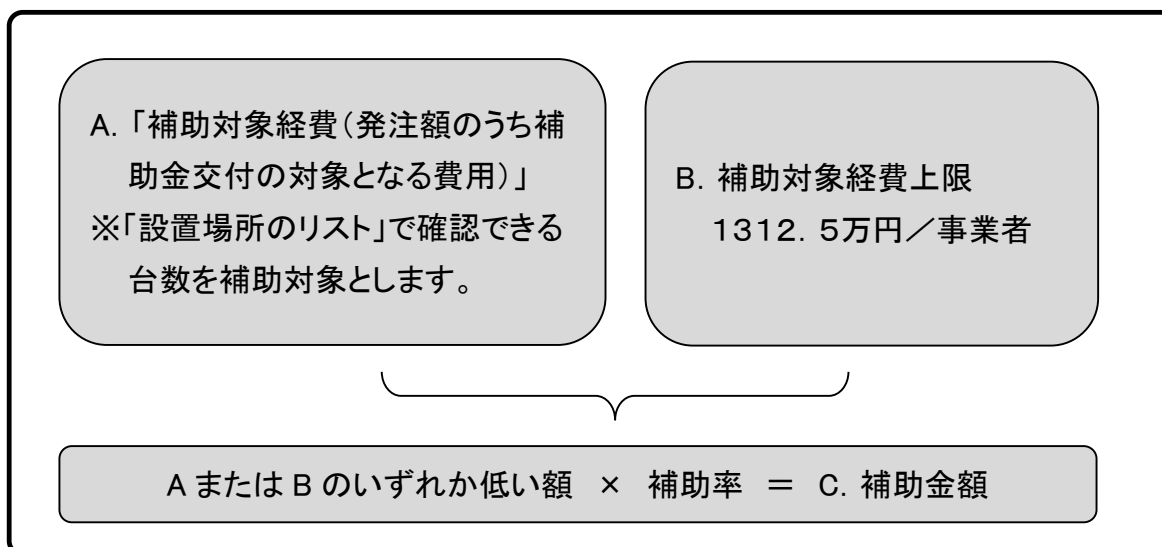 A. 「補助対象経費（発注額のうち補
助金交付の対象となる費用）」
※「設置場所のリスト」で確認できる
台数を補助対象とします。
B. 補助対象経費上限
１３１２．５万円／事業者
A または B のいずれか低い額 × 補助率 ＝ C. 補助金額